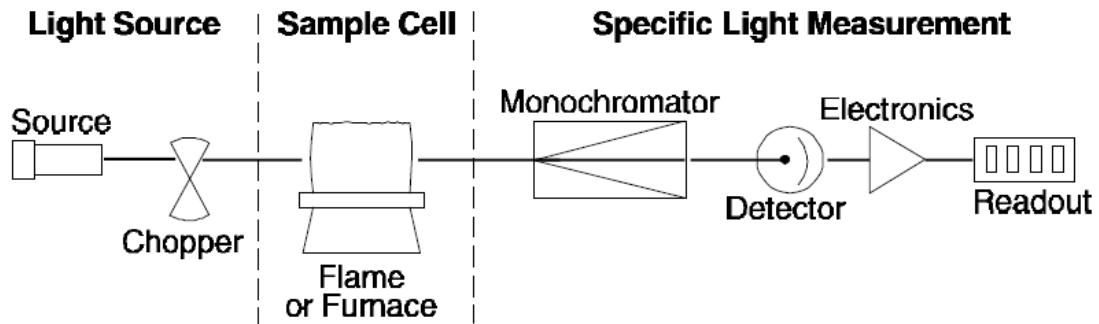 Light Source
Sample Cell
Specific Light Measurement
Source
Chopper
Flame
or Furnace
Monochromator
Detector
Electronics
Readout